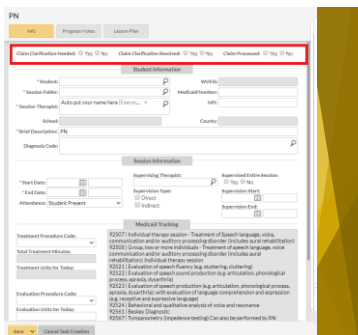 PN
Info Progress Notes Lesson Plan
Claim Clarification Needed: Yes No Claim Clarification Resolved: Yes No Claim Processed: Yes No
Student Information
*Student: WVEIS:
*Session Folder: Medicaid Number:
*Session Therapist: Auto put your name here NPI:
School: County:
*Brief Description: PN
Diagnosis Code:
Session Information
Supervising Therapist: Supervised Entire Session:
Yes No
*Start Date: Supervision Type: Supervision Start:
*End Date: Direct
Attendance: Student Present Indirect Supervision End:
Medicaid Tracking
Treatment Procedure Code:
Total Treatment Minutes:
Treatment Units for Today:
Evaluation Procedure Code:
Evaluation Units for Today:
92507 | Individual therapy session - Treatment of Speech language, voice,
communication and/or auditory processing disorder (includes aural rehabilitation)
92508 | Group, two or more Individuals - Treatment of speech language, voice
communication and/or auditory processing disorder (includes aural
rehabilitation); Individual therapy session
92521 | Evaluation of speech fluency (e.g. stuttering, cluttering)
92522 | Evaluation of speech sound production (e.g. articulation, phonological
process, apraxia, dysarthria)
92523 | Evaluation of speech production (e.g. articulation, phonological process,
apraxia, dysarthria) with evaluation of language comprehension and expression
(e.g. receptive and expressive language)
92524 | Behavioral and qualitative analysis of voice and resonance
92561 | Beskey Diagnostic
92567 | Tympanometry (impedance testing) Can also be performed by RN
Save Cancel Task Creation